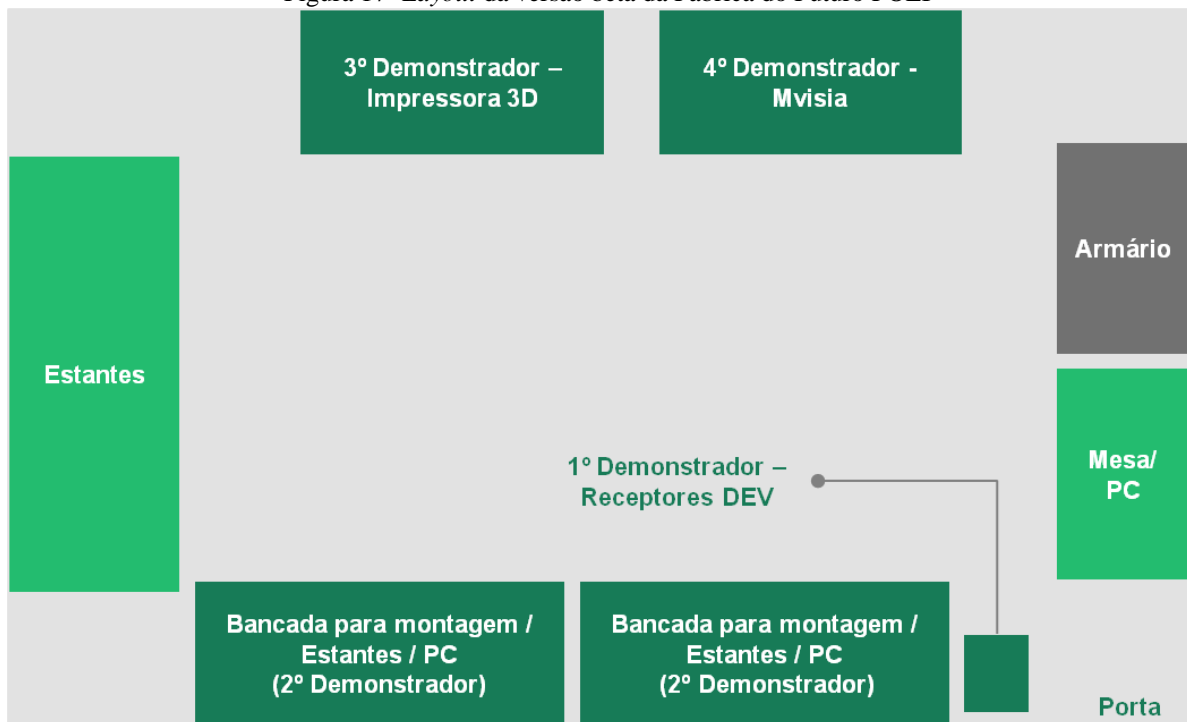 3º Demonstrador –
Impressora 3D
4º Demonstrador -
Mvisia
Armário
Estantes
Mesa/
PC
1º Demonstrador –
Receptores DEV
Bancada para montagem /
Estantes / PC
(2º Demonstrador)
Bancada para montagem /
Estantes / PC
(2º Demonstrador)
Porta